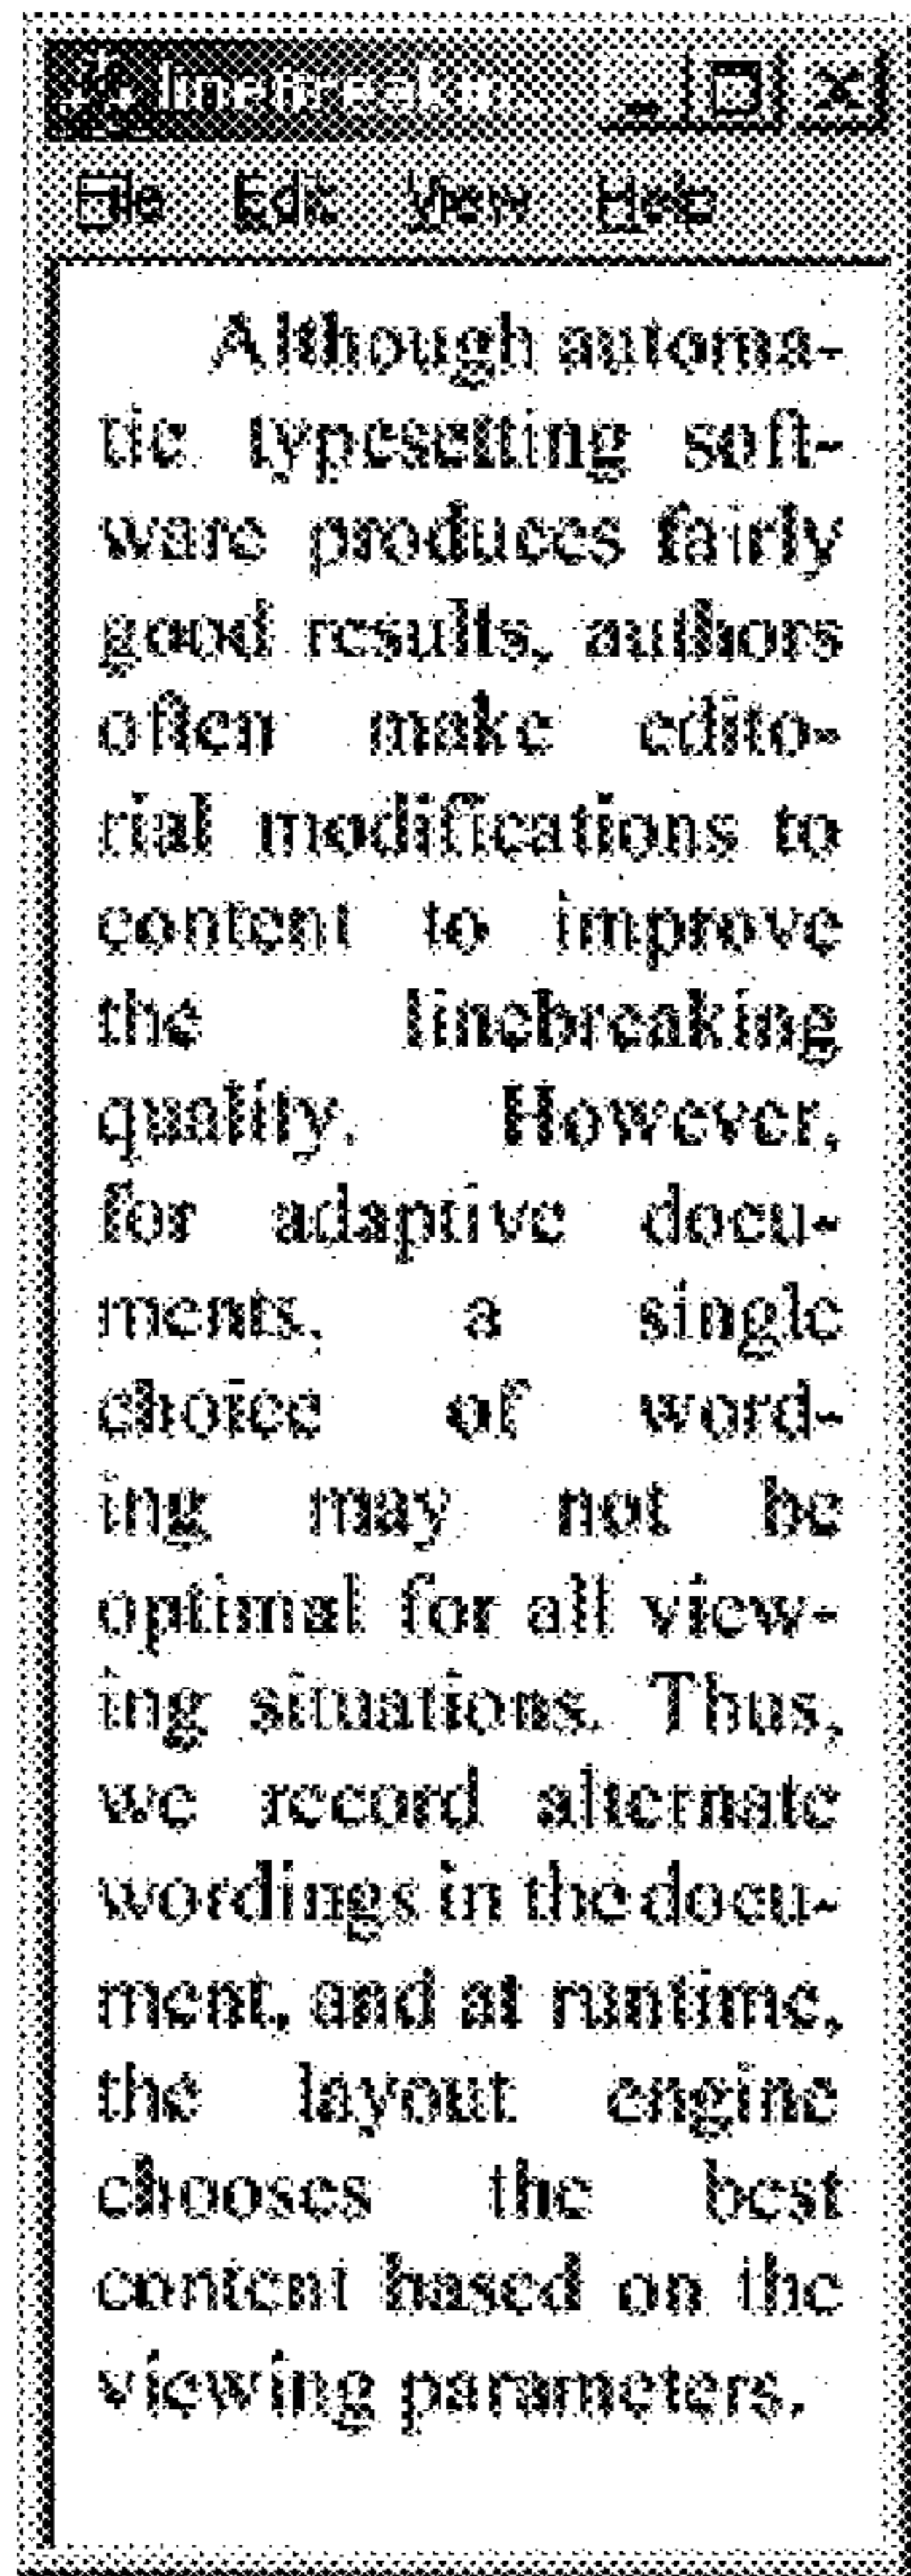 linebreak
File Edit View Help
Although automa-
tic typesetting soft-
ware produces fairly
good results, authors
often make edito-
rial modifications to
content to improve
the linebreaking
quality. However,
for adaptive docu-
ments, a single
choice of word-
ing may not be
optimal for all view-
ing situations. Thus,
we record alternate
wordings in the docu-
ment, and at runtime,
the layout engine
chooses the best
content based on the
viewing parameters.